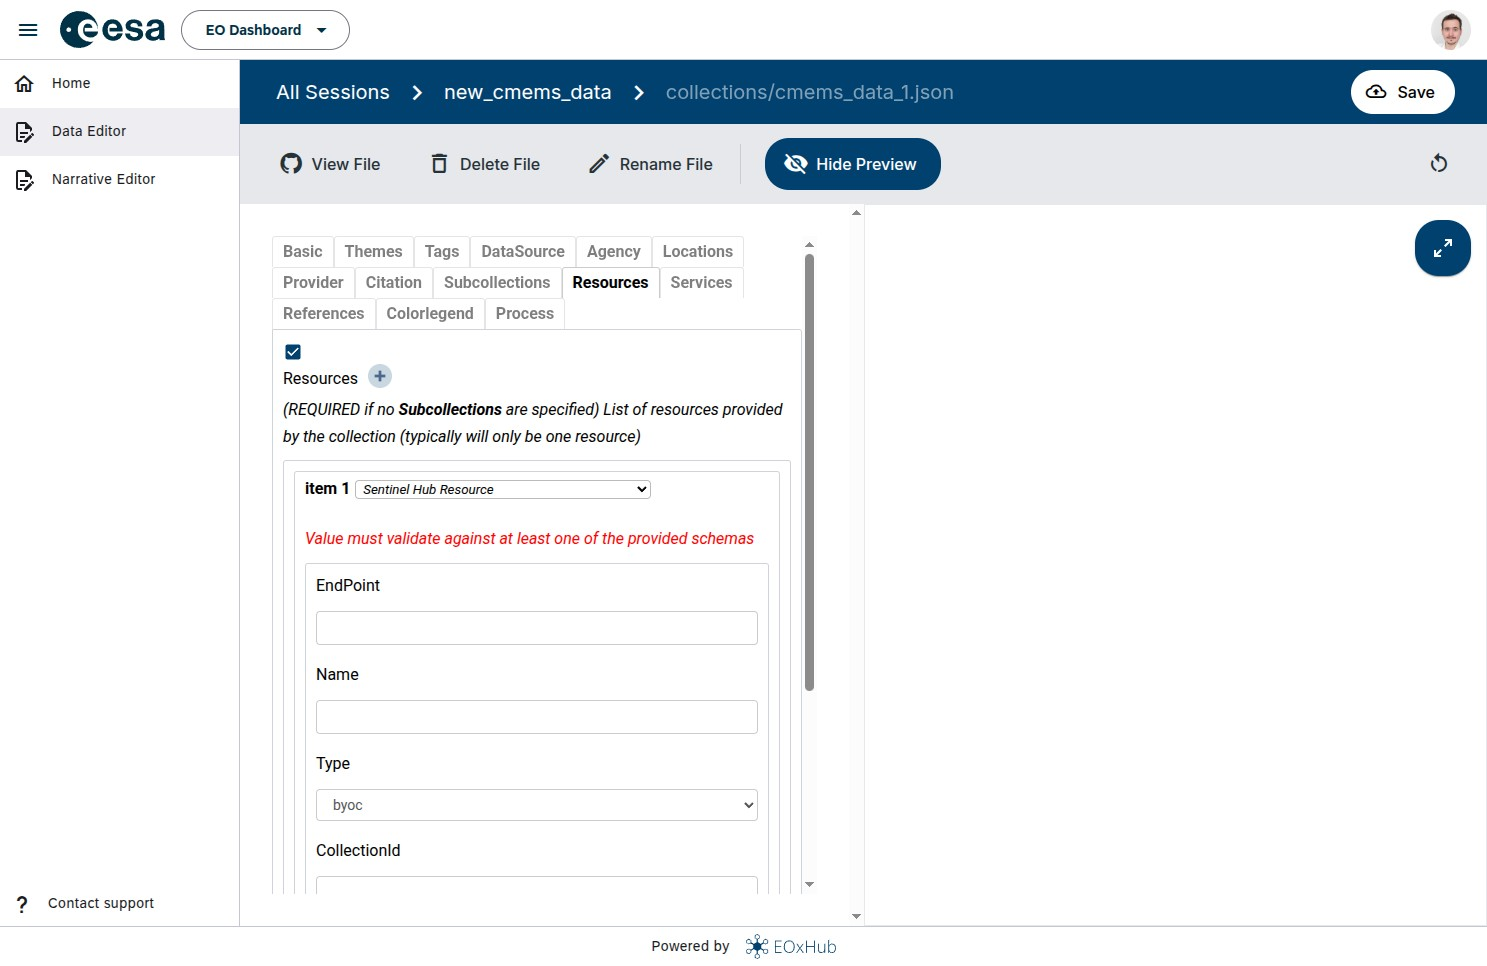 esa
EO Dashboard
Home
Data Editor
Narrative Editor
All Sessions
new_cmems_data
collections/cmems_data_1.json
Save
View File
Delete File
Rename File
Hide Preview
Basic
Themes
Tags
DataSource
Agency
Locations
Provider
Citation
Subcollections
Resources
Services
References
Colorlegend
Process
Resources
+
(REQUIRED if no Subcollections are specified) List of resources provided
by the collection (typically will only be one resource)
item 1 Sentinel Hub Resource
Value must validate against at least one of the provided schemas
EndPoint
Name
Type
byoc
CollectionId
? Contact support
Powered by EOxHub